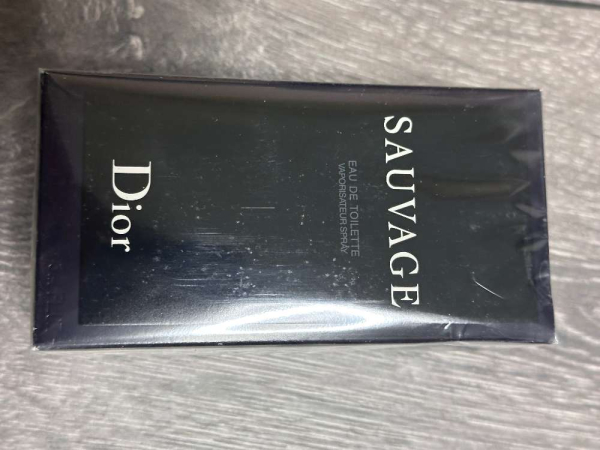 SAUVAGE
EAU DE TOILETTE
VAPORISATEUR SPRAY
Dior